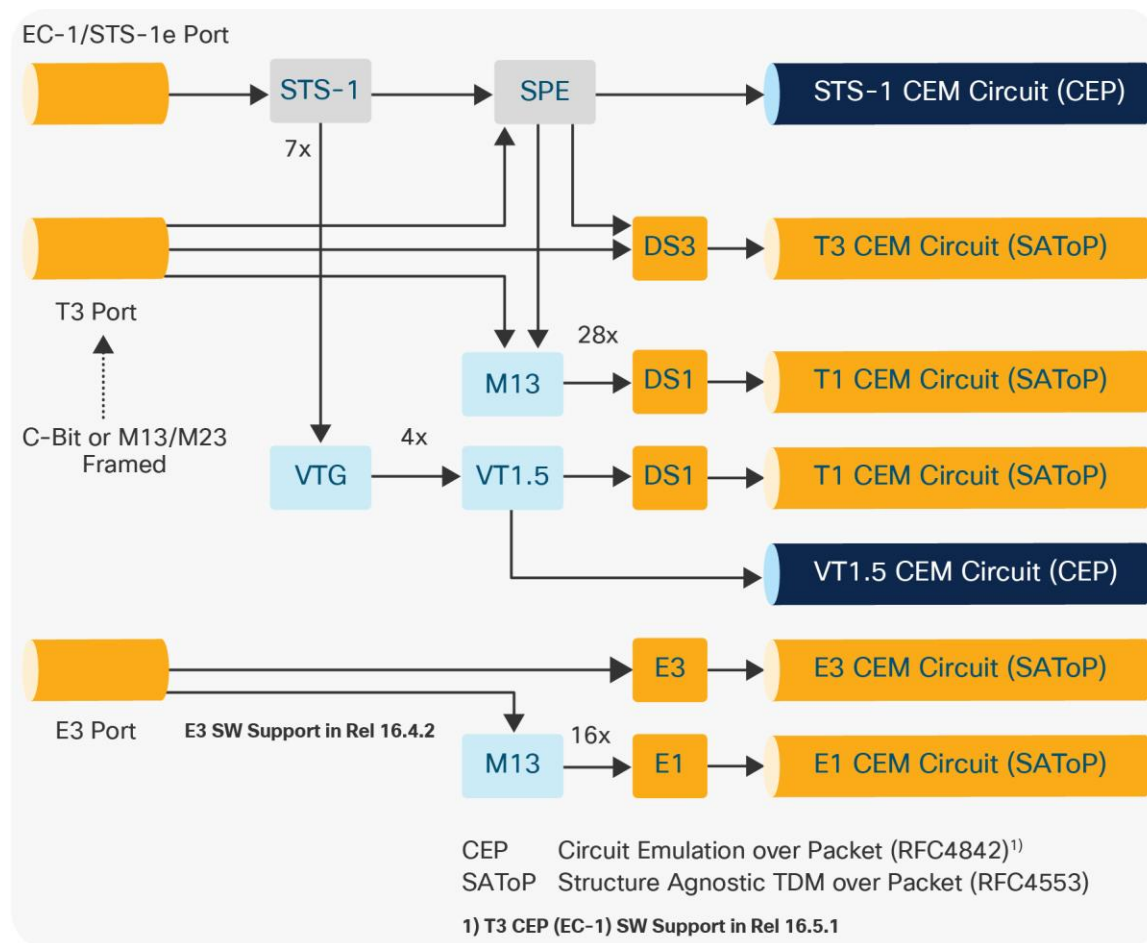 EC-1/STS-1e Port
STS-1
SPE
STS-1 CEM Circuit (CEP)
7x
DS3
T3 CEM Circuit (SAToP)
T3 Port
28x
M13
DS1
T1 CEM Circuit (SAToP)
C-Bit or M13/M23
Framed
4x
VTG
VT1.5
DS1
T1 CEM Circuit (SAToP)
VT1.5 CEM Circuit (CEP)
E3
E3 CEM Circuit (SAToP)
E3 Port
E3 SW Support in Rel 16.4.2
16x
M13
E1
E1 CEM Circuit (SAToP)
CEP Circuit Emulation over Packet (RFC4842)1)
SAToP Structure Agnostic TDM over Packet (RFC4553)
1) T3 CEP (EC-1) SW Support in Rel 16.5.1